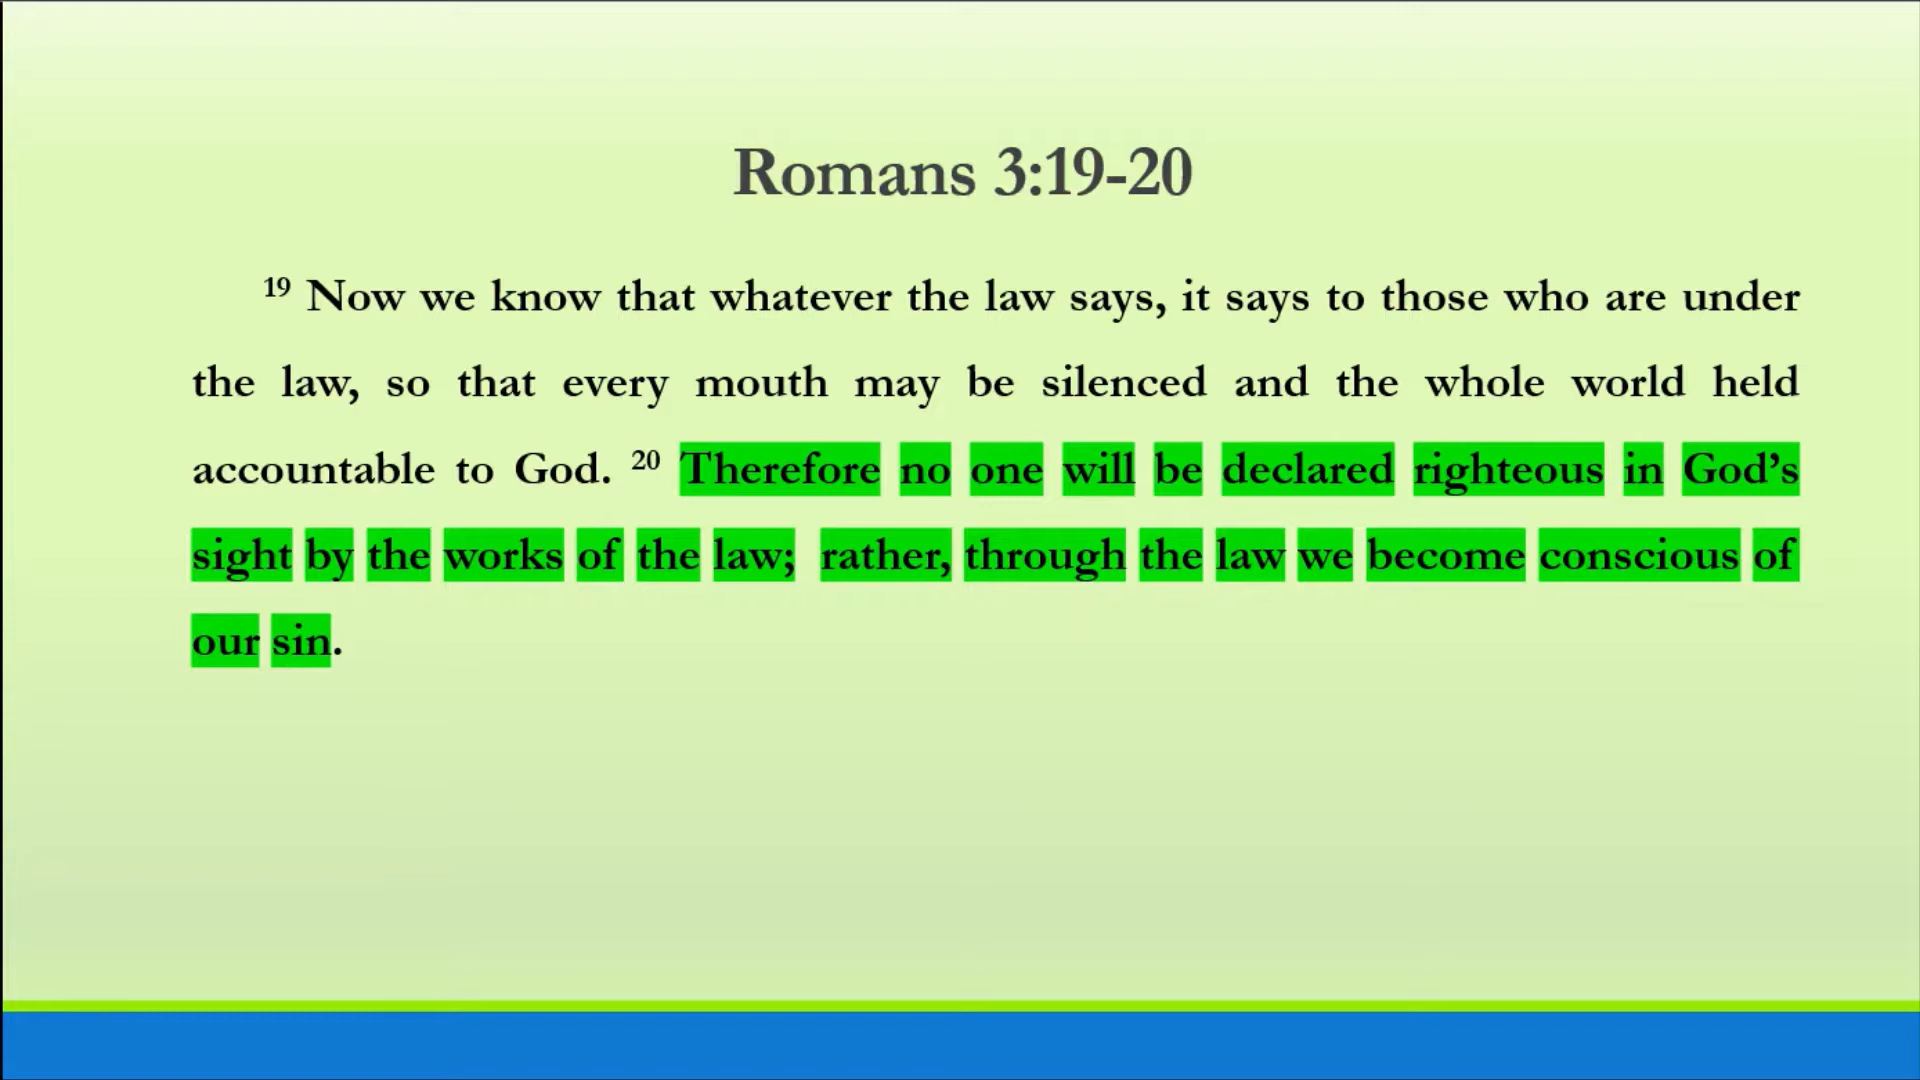 Romans 3:19-20
19 Now we know that whatever the law says, it says to those who are under
the law, so that every mouth may be silenced and the whole world held
accountable to God. 20 Therefore no one will be declared righteous in God’s
sight by the works of the law; rather, through the law we become conscious of
our sin.